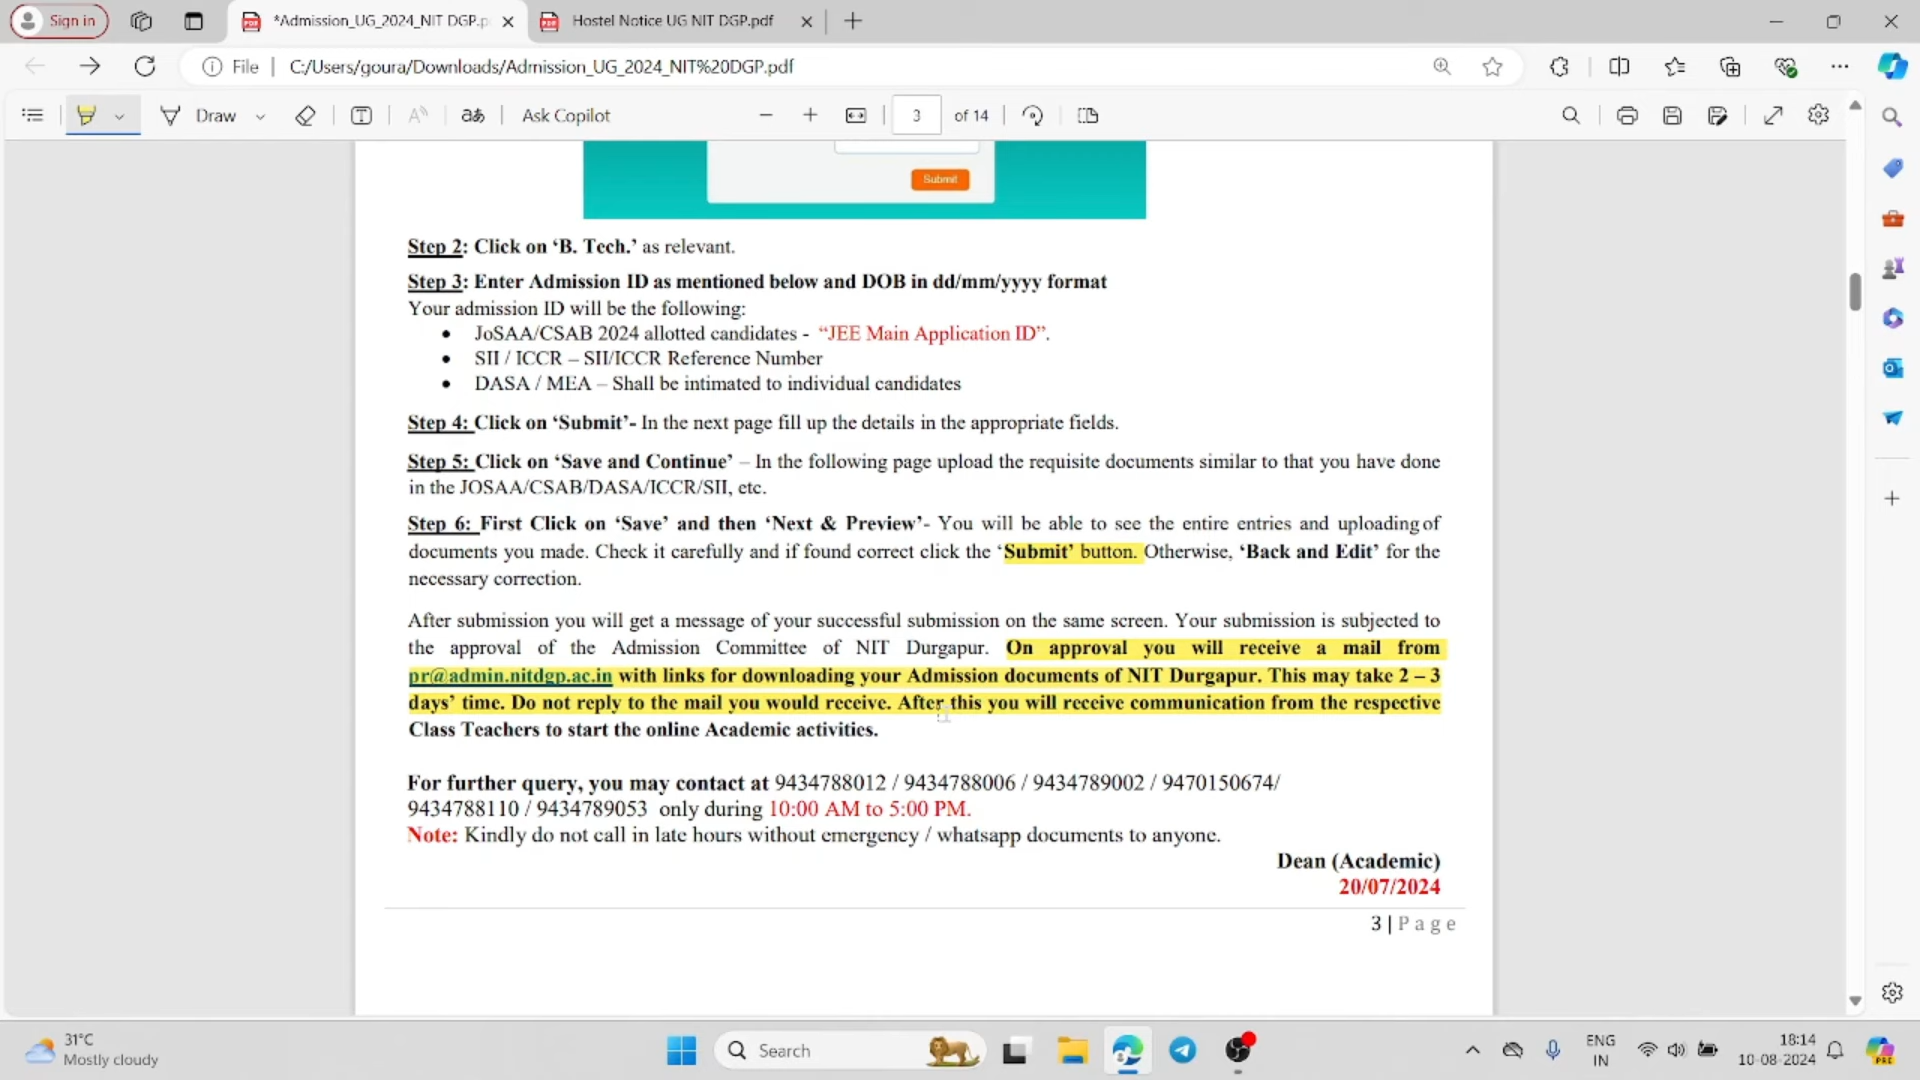 Sign in
*Admission_UG_2024_NIT DGP.p
Hostel Notice UG NIT DGP.pdf
File
C:/Users/goura/Downloads/Admission_UG_2024_NIT%20DGP.pdf
Draw
aあ
Ask Copilot
3
of 14
Submit
Step 2: Click on ‘B. Tech.’ as relevant.
Step 3: Enter Admission ID as mentioned below and DOB in dd/mm/yyyy format
Your admission ID will be the following:
• JoSAA/CSAB 2024 allotted candidates - “JEE Main Application ID”.
• SII / ICCR – SII/ICCR Reference Number
• DASA / MEA – Shall be intimated to individual candidates
Step 4: Click on ‘Submit’- In the next page fill up the details in the appropriate fields.
Step 5: Click on ‘Save and Continue’ – In the following page upload the requisite documents similar to that you have done
in the JOSAA/CSAB/DASA/ICCR/SII, etc.
Step 6: First Click on ‘Save’ and then ‘Next & Preview’- You will be able to see the entire entries and uploading of
documents you made. Check it carefully and if found correct click the ‘Submit’ button. Otherwise, ‘Back and Edit’ for the
necessary correction.
After submission you will get a message of your successful submission on the same screen. Your submission is subjected to
the approval of the Admission Committee of NIT Durgapur. On approval you will receive a mail from
pr@admin.nitdgp.ac.in with links for downloading your Admission documents of NIT Durgapur. This may take 2 – 3
days’ time. Do not reply to the mail you would receive. After this you will receive communication from the respective
Class Teachers to start the online Academic activities.
For further query, you may contact at 9434788012 / 9434788006 / 9434789002 / 9470150674/
9434788110 / 9434789053 only during 10:00 AM to 5:00 PM.
Note: Kindly do not call in late hours without emergency / whatsapp documents to anyone.
Dean (Academic)
20/07/2024
3 | P a g e
31°C
Mostly cloudy
Search
ENG
IN
18:14
10-08-2024
PRE